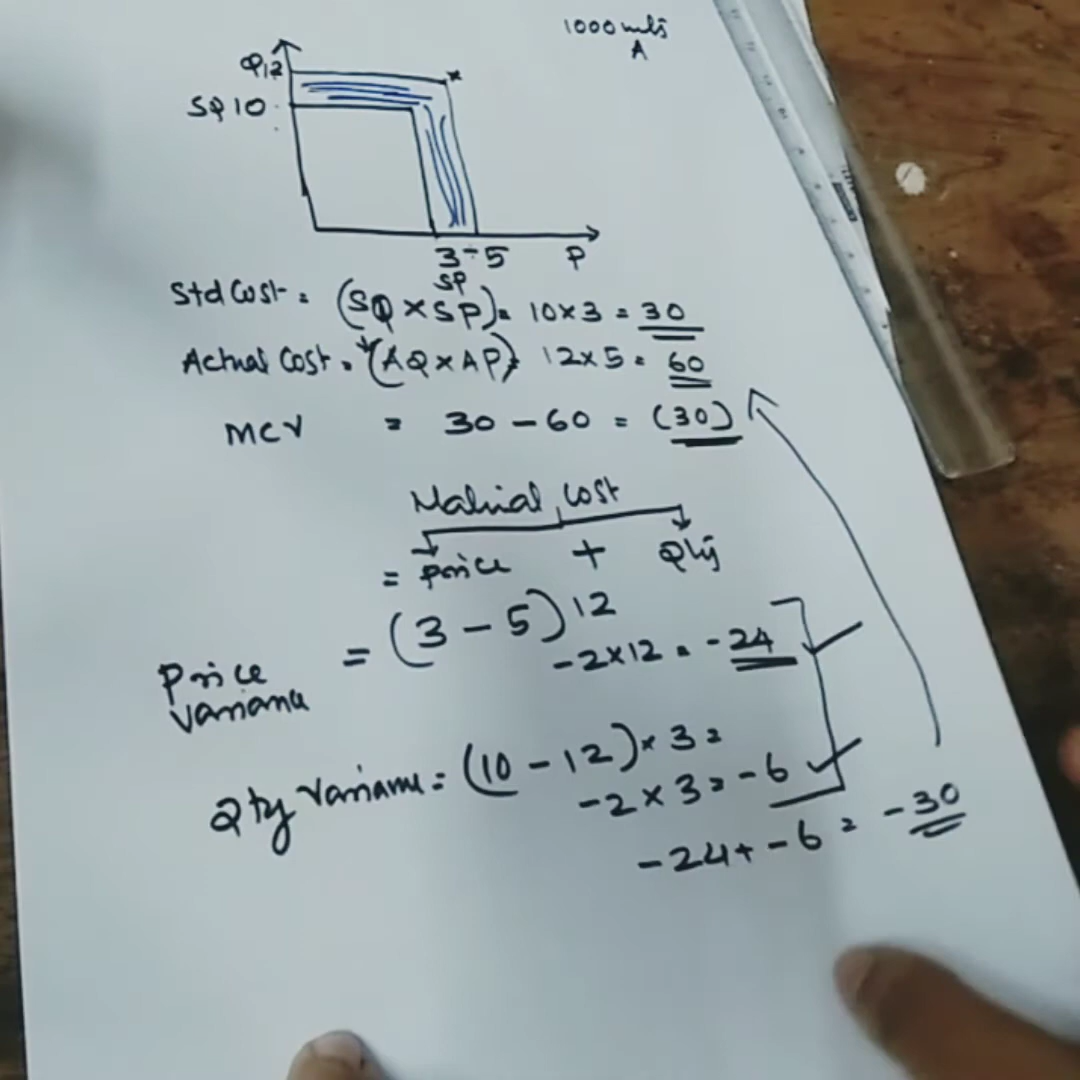 1000 mts
A
Q12
SQ 10
3 - 5 P
SP
Std Cost = (SQ × SP) = 10 × 3 = 30
Actual Cost = (AQ × AP) = 12 × 5 = 60
MCV = 30 - 60 = (30)
Material Cost
= Price + Qty
Price Variance = (3 - 5) 12
-2 × 12 = -24
Qty Variance = (10 - 12) × 3 =
-2 × 3 = -6
-24 + -6 = -30